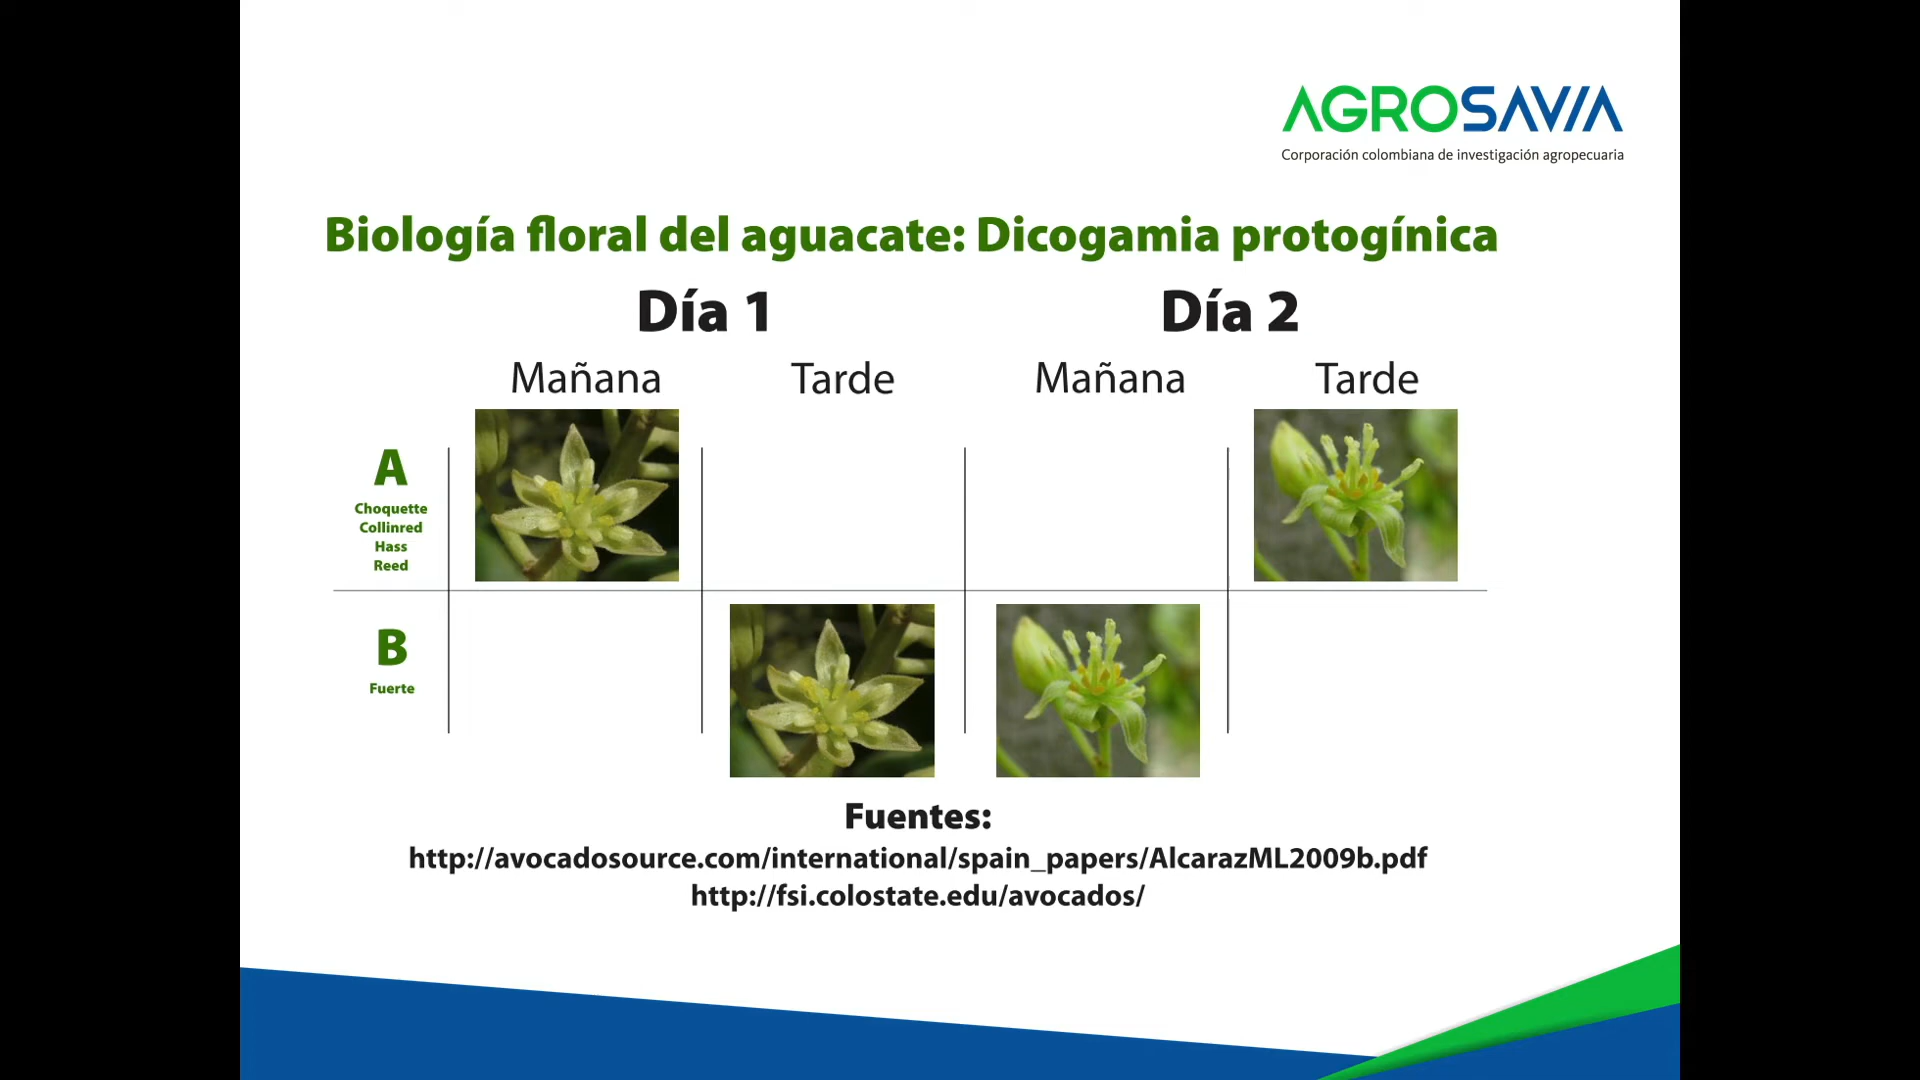 AGROSAVIA
Corporación colombiana de investigación agropecuaria
Biología floral del aguacate: Dicogamia protogínica
Día 1
Día 2
Mañana
Tarde
Mañana
Tarde
A
Choquette
Collinred
Hass
Reed
B
Fuerte
Fuentes:
http://avocadosource.com/international/spain_papers/AlcarazML2009b.pdf
http://fsi.colostate.edu/avocados/